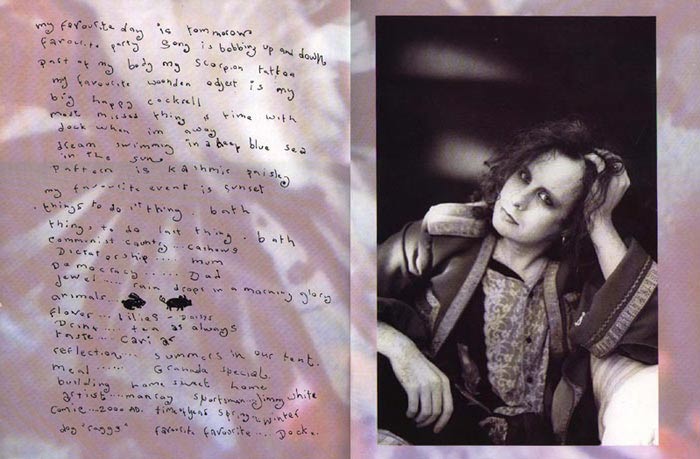 my favourite day is tommorow
favourite party song is bobbing up and down
part of my body my scorpion tattoo
my favourite wooden object is my
big happy cockrell
most missed thing is time with
dock when im away
dream swimming in a deep blue sea
in the sun
pattern is kashmir paisley
my favourite event is sunset
things to do 1st thing . bath
things to do last thing . bath
communist country .. cashews
Dictatorship ..... mum
Democracy ...... Dad
jewel .... rain drops in a morning glory
animals....
flower... lilies
Drink ... tea as always
taste... caviar
reflection.... summers in our tent.
meal ...... Granada special.
building home sweet home
artist... manray sportsman... jimmy white
comic... 2000 AD. time of year spring - winter
dog "ragga" favourite favourite.... Dock..